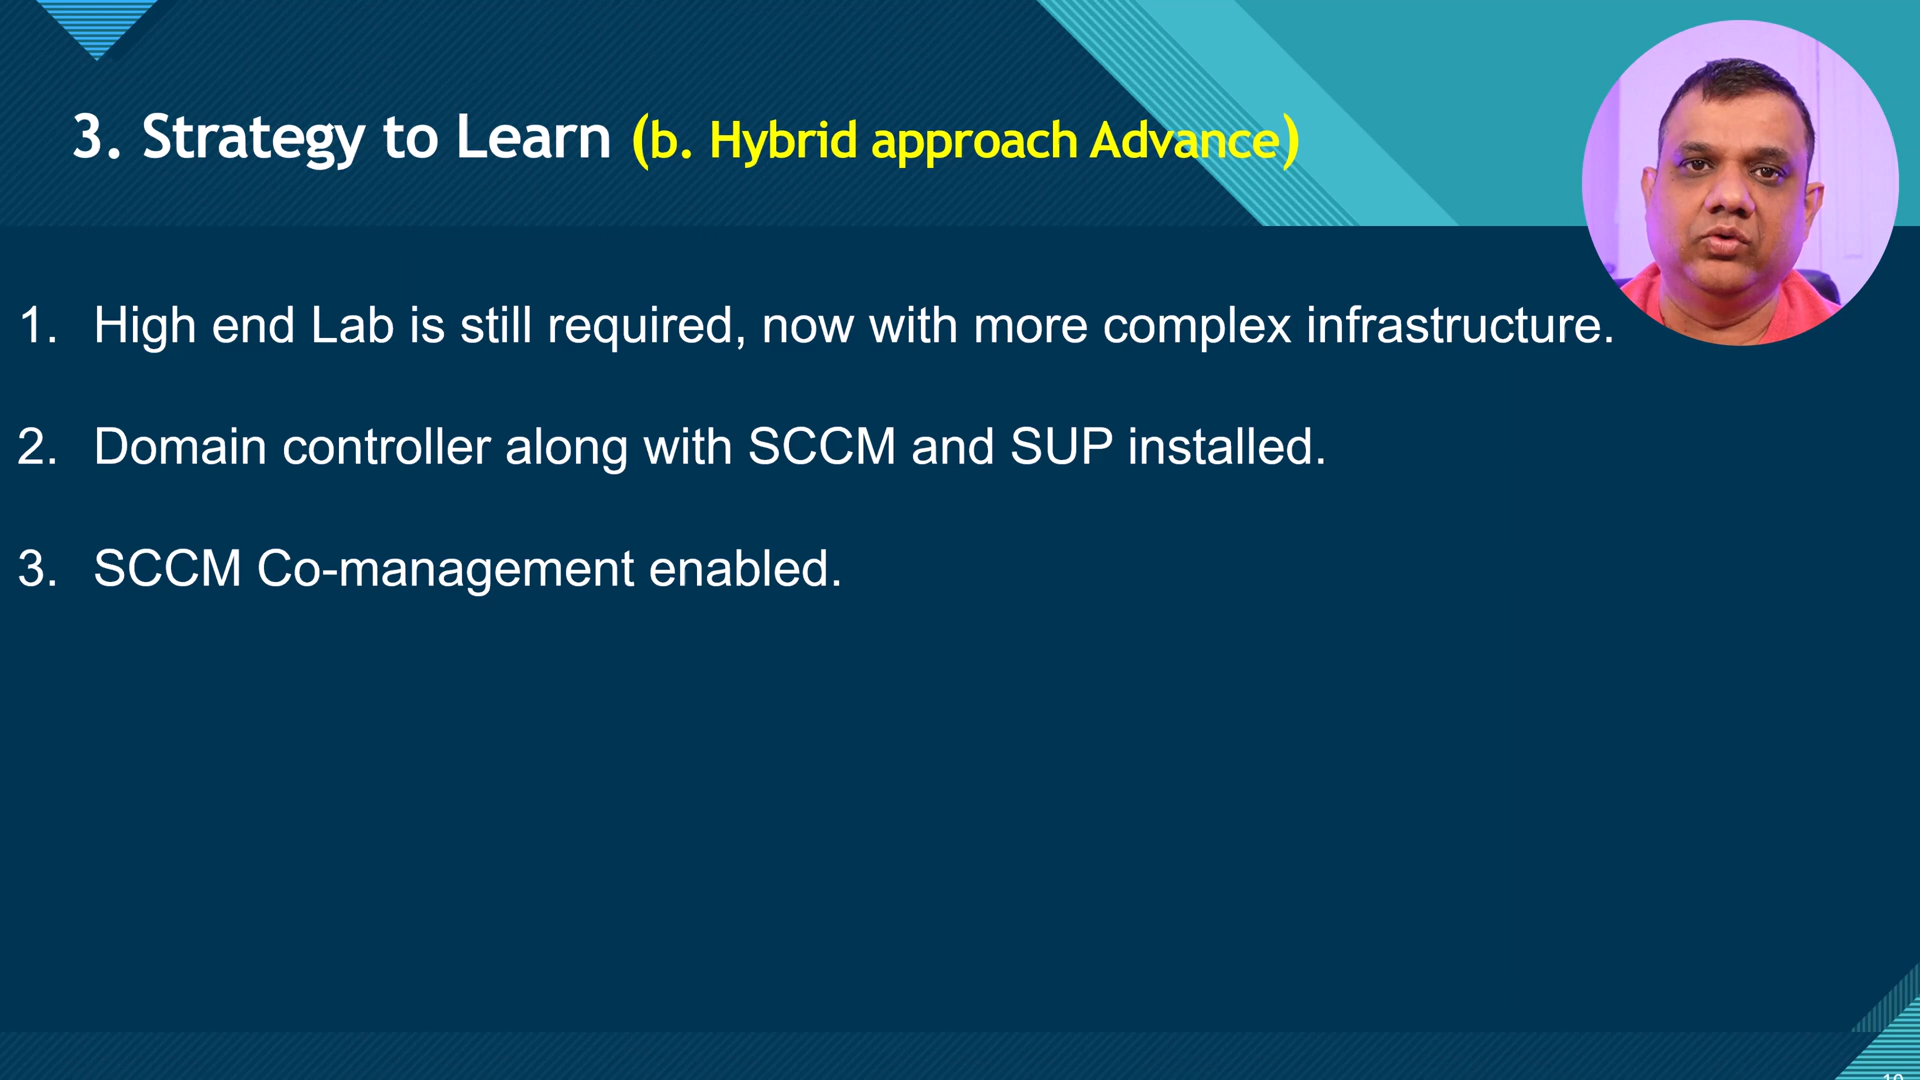 3. Strategy to Learn (b. Hybrid approach Advance)
1. High end Lab is still required, now with more complex infrastructure.
2. Domain controller along with SCCM and SUP installed.
3. SCCM Co-management enabled.